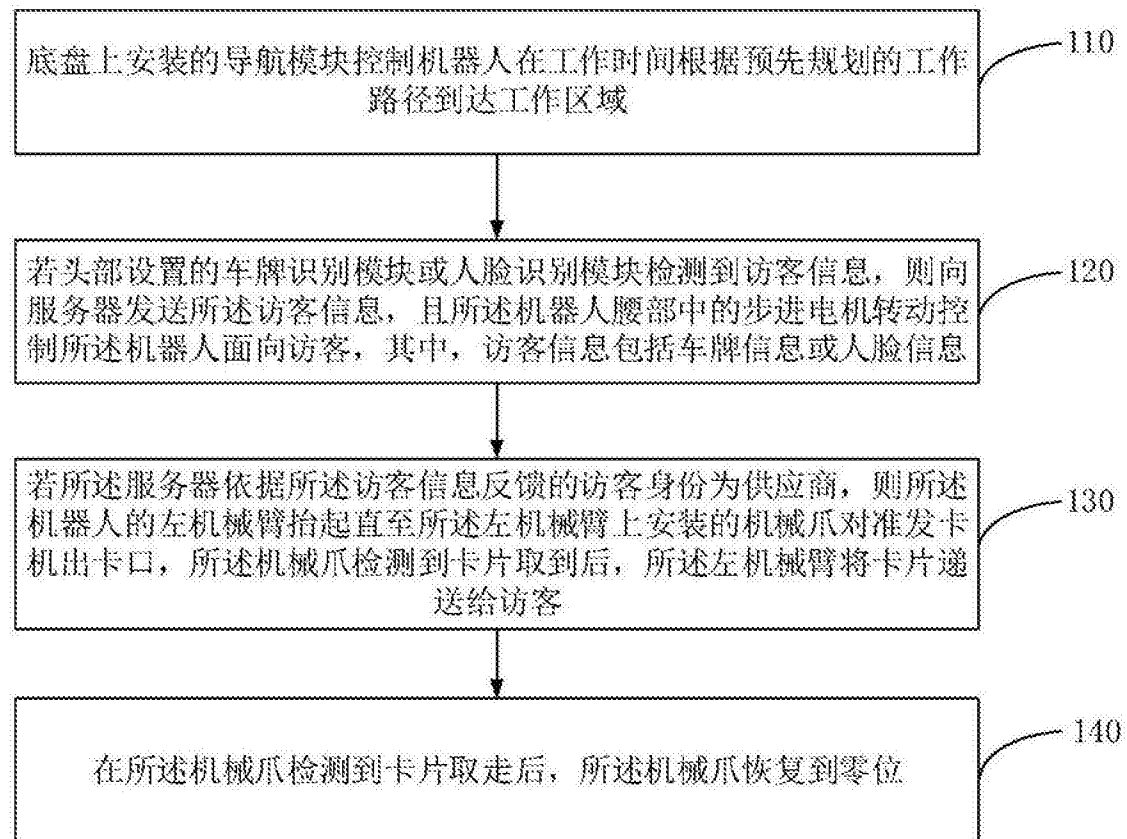 底盘上安装的导航模块控制机器人在工作时间根据预先规划的工作
路径到达工作区域
110
若头部设置的车牌识别模块或人脸识别模块检测到访客信息，则向
服务器发送所述访客信息，且所述机器人腰部中的步进电机转动控
制所述机器人面向访客，其中，访客信息包括车牌信息或人脸信息
120
若所述服务器依据所述访客信息反馈的访客身份为供应商，则所述
机器人的左机械臂抬起直至所述左机械臂上安装的机械爪对准发卡
机出卡口，所述机械爪检测到卡片取到后，所述左机械臂将卡片递
送给访客
130
在所述机械爪检测到卡片取走后，所述机械爪恢复到零位
140